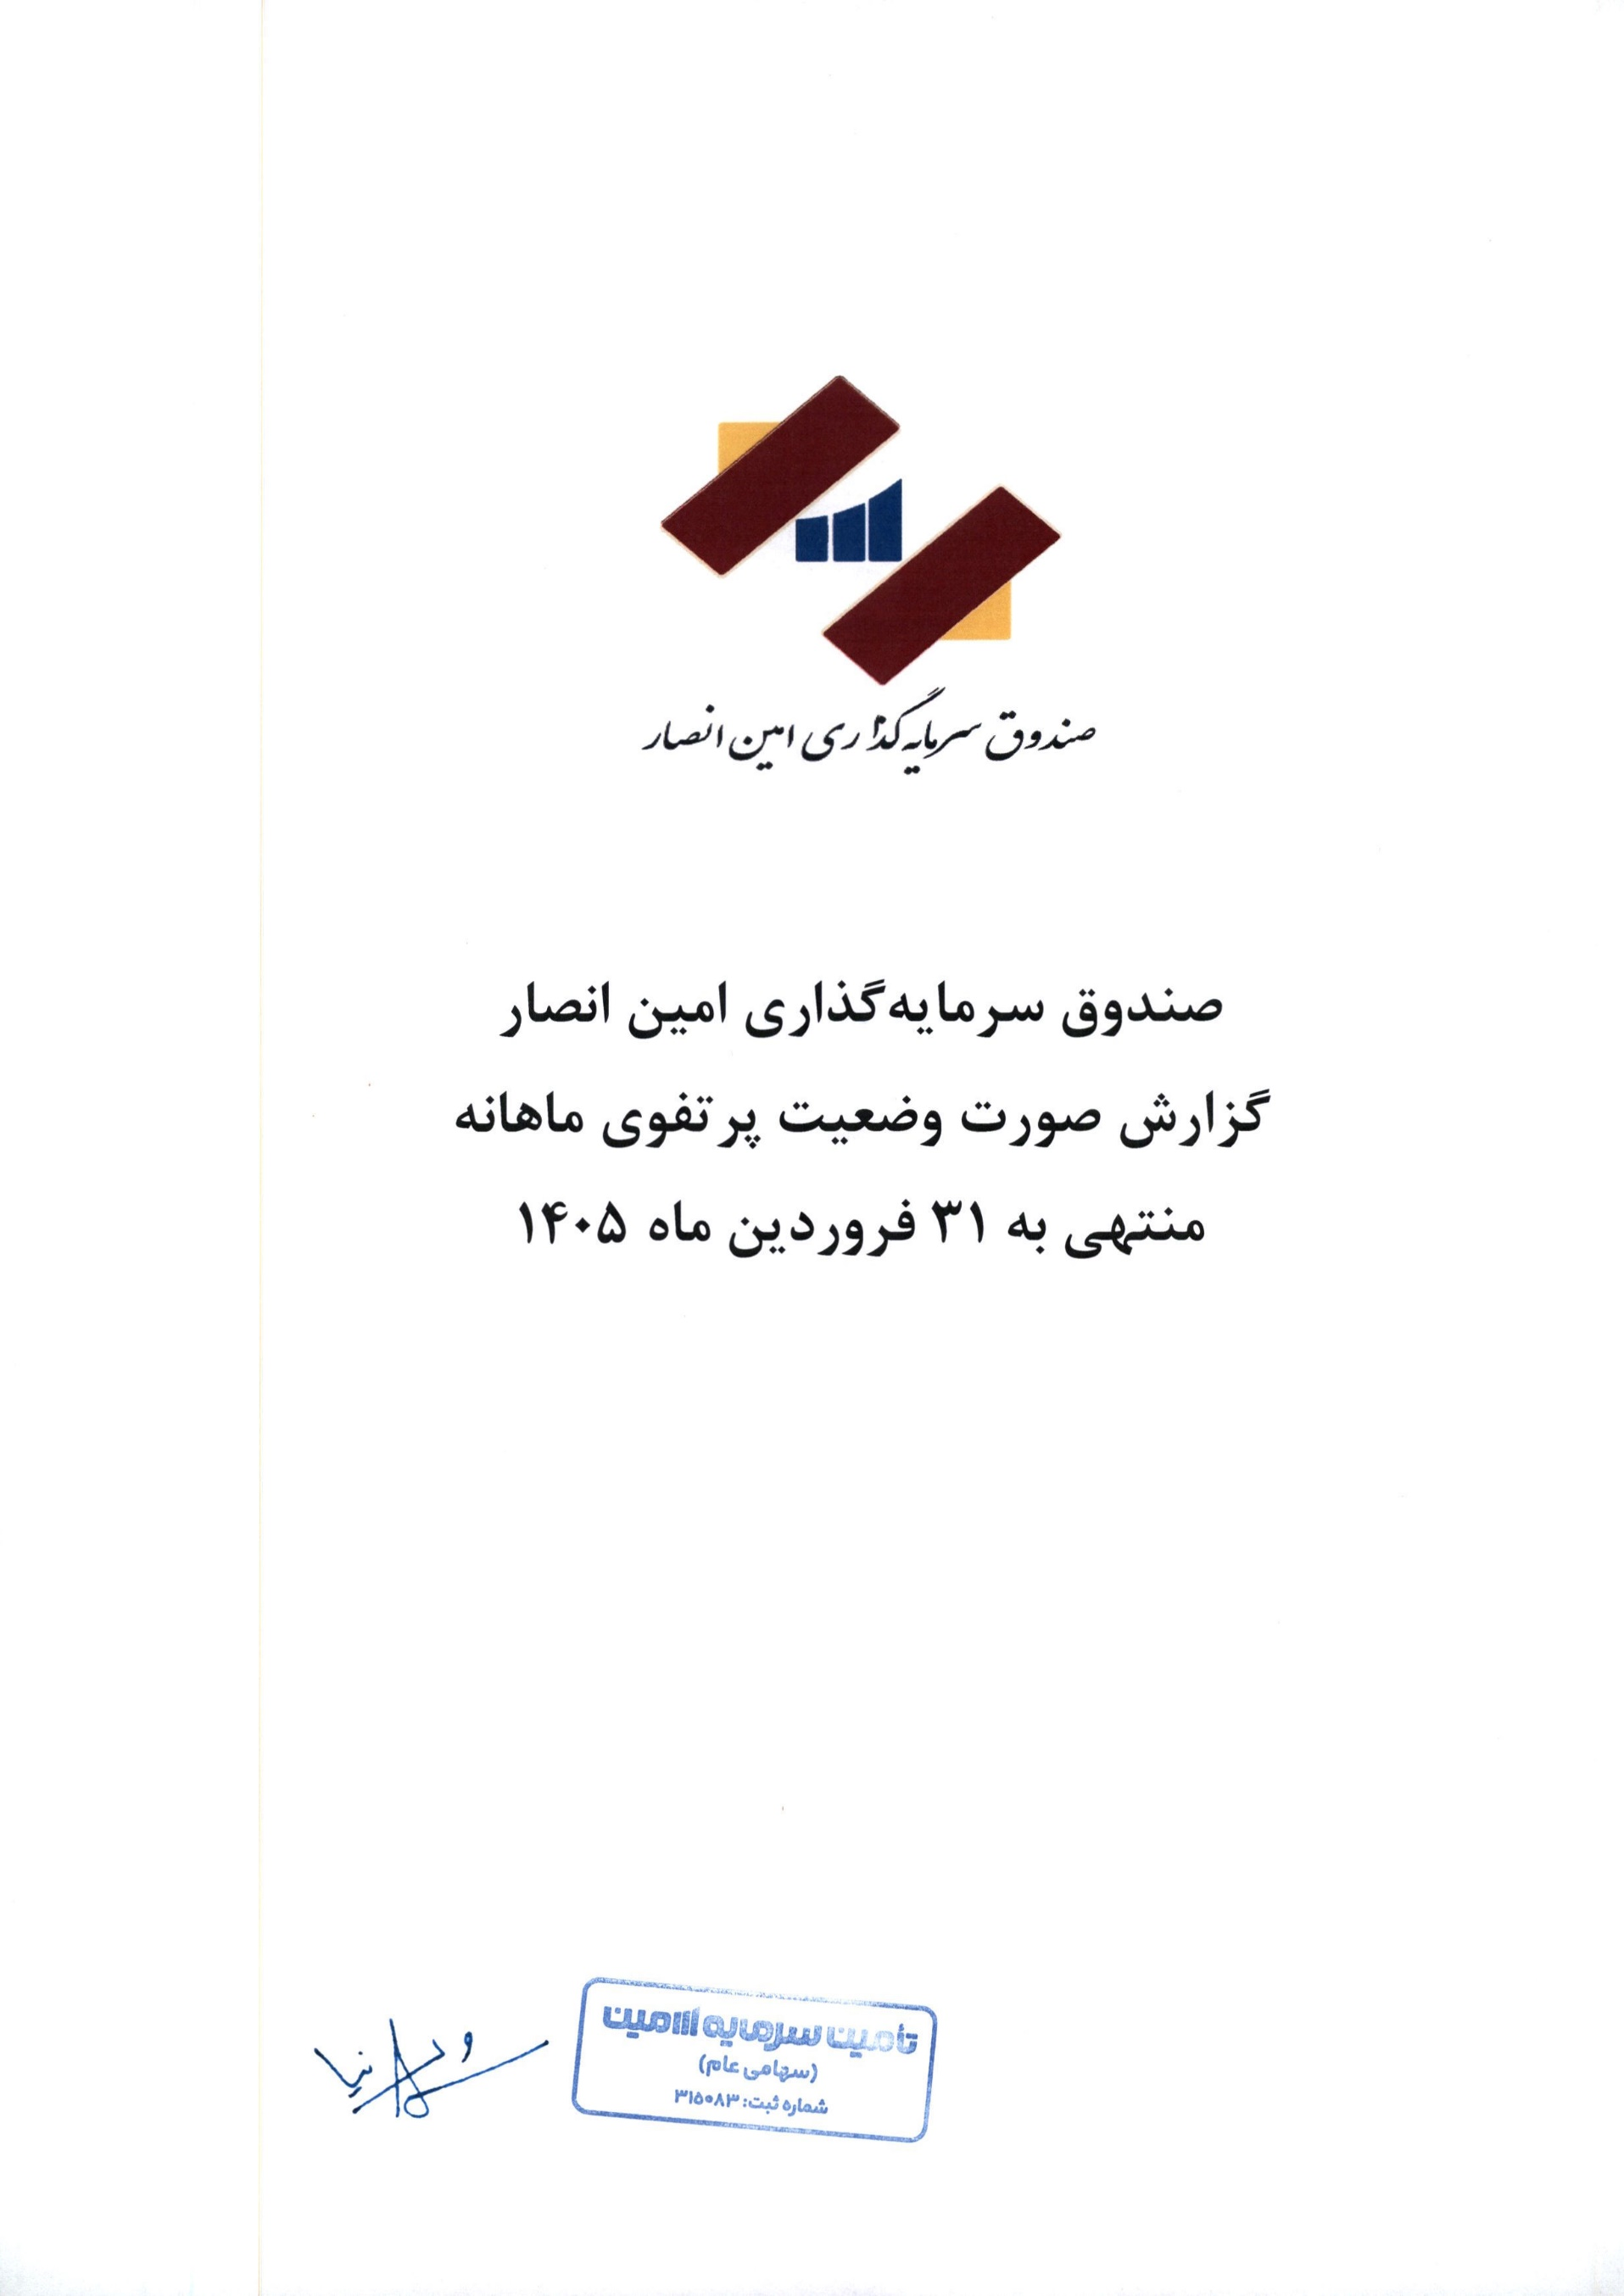 صندوق سرمایه‌گذاری امین انصار
صندوق سرمایه‌گذاری امین انصار
گزارش صورت وضعیت پرتفوی ماهانه
منتهی به ۳۱ فروردین ماه ۱۴۰۵
تأمین سرمایه امین
(سهامی عام)
شماره ثبت: ۳۱۵۰۸۳